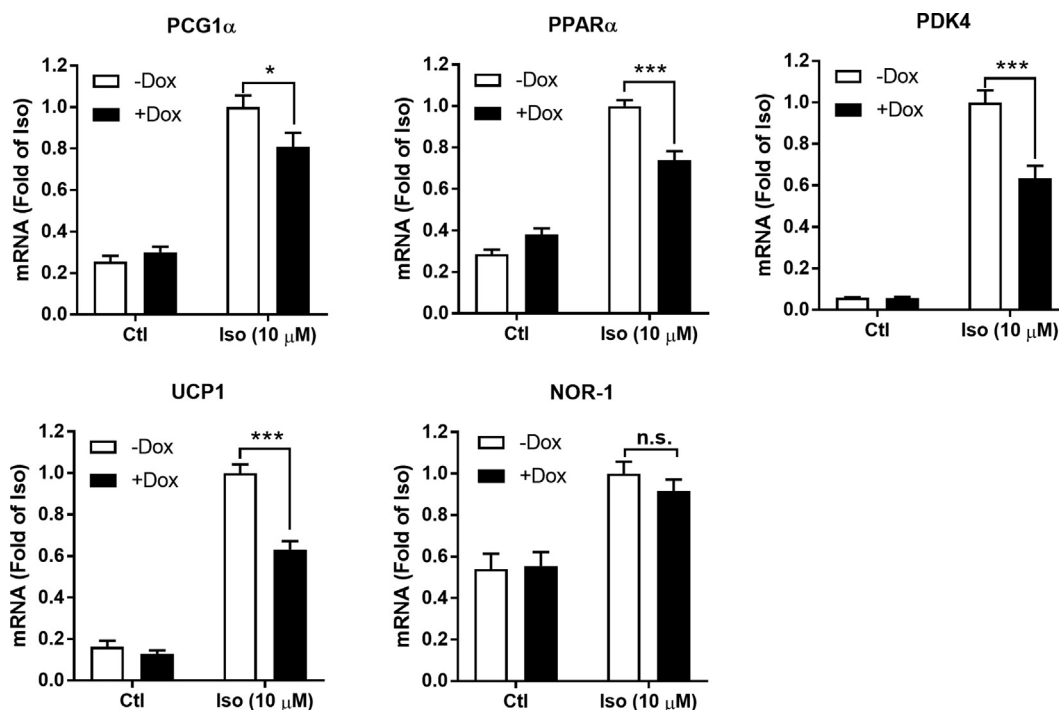 PCG1α
mRNA (Fold of Iso)
1.2
1.0
0.8
0.6
0.4
0.2
0.0
-Dox
+Dox
*
Ctl
Iso (10 μM)
PPARα
mRNA (Fold of Iso)
1.2
1.0
0.8
0.6
0.4
0.2
0.0
-Dox
+Dox
***
Ctl
Iso (10 μM)
PDK4
mRNA (Fold of Iso)
1.2
1.0
0.8
0.6
0.4
0.2
0.0
-Dox
+Dox
***
Ctl
Iso (10 μM)
UCP1
mRNA (Fold of Iso)
1.2
1.0
0.8
0.6
0.4
0.2
0.0
-Dox
+Dox
***
Ctl
Iso (10 μM)
NOR-1
mRNA (Fold of Iso)
1.2
1.0
0.8
0.6
0.4
0.2
0.0
-Dox
+Dox
n.s.
Ctl
Iso (10 μM)